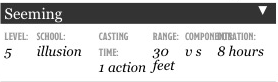 Seeming ▼
LEVEL: SCHOOL: CASTING TIME: RANGE: COMPONENTS: DURATION:
5 illusion 1 action 30 feet v s 8 hours